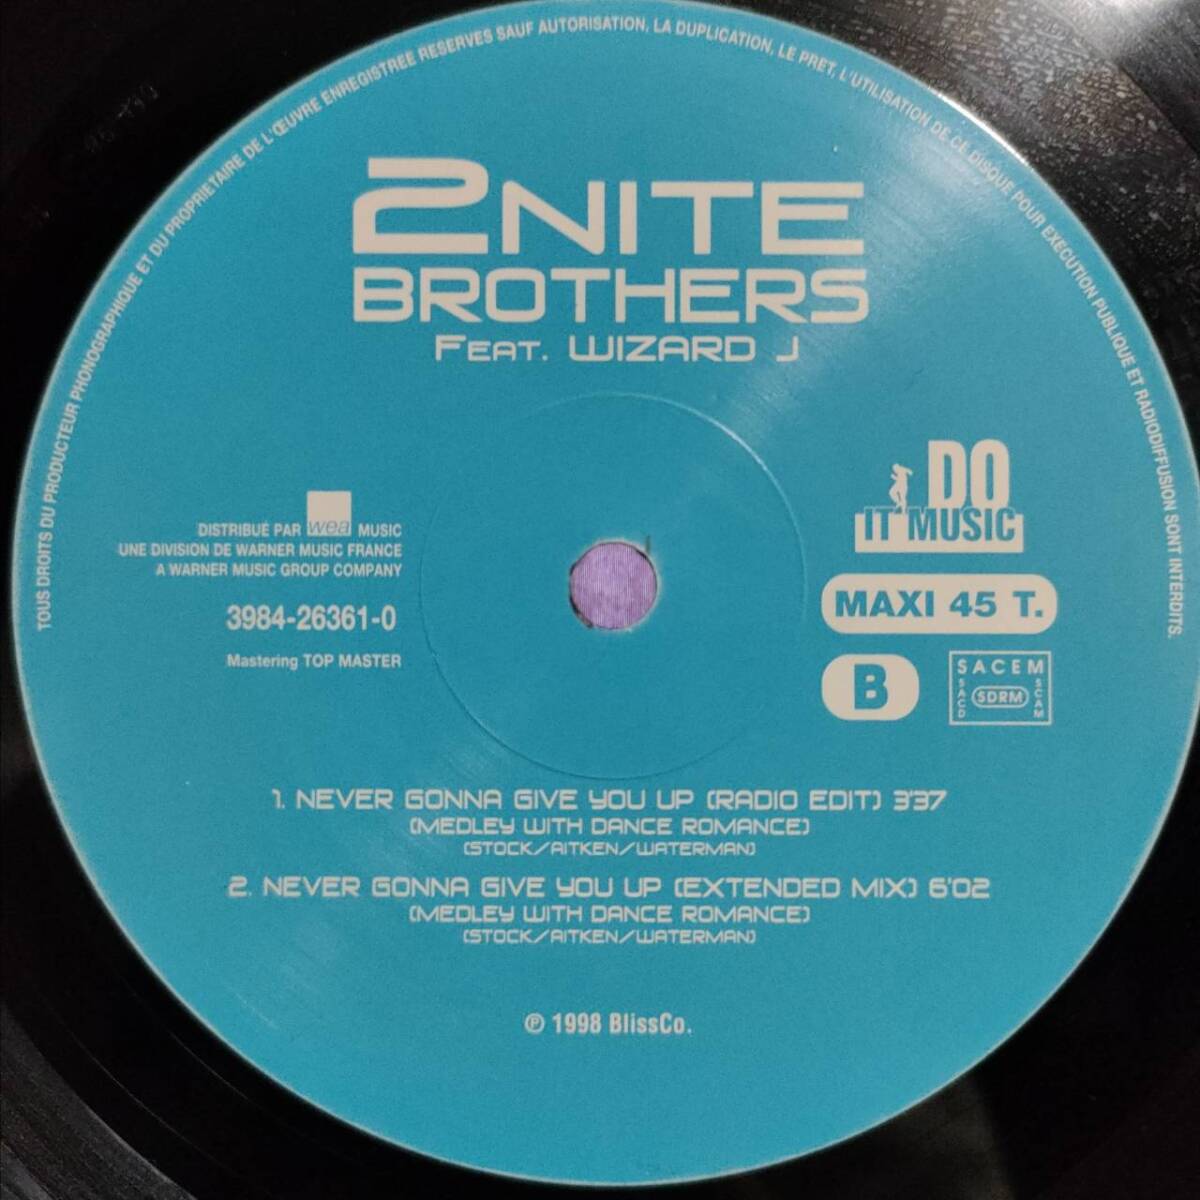 TOUS DROITS DU PRODUCTEUR PHONOGRAPHIQUE ET DU PROPRIETAIRE DE L'ŒUVRE ENREGISTREE RESERVES SAUF AUTORISATION, LA DUPLICATION, LE PRET, L'UTILISATION DE CE DISQUE POUR EXECUTION PUBLIQUE ET RADIODIFFUSION SONT INTERDITS.
2NITE
BROTHERS
FEAT. WIZARD J
DISTRIBUÉ PAR wea MUSIC
UNE DIVISION DE WARNER MUSIC FRANCE
A WARNER MUSIC GROUP COMPANY
3984-26361-0
Mastering TOP MASTER
DO
IT MUSIC
MAXI 45 T.
B
SACEM
SACD
SDRM
SCAM
1. NEVER GONNA GIVE YOU UP (RADIO EDIT) 3'37
(MEDLEY WITH DANCE ROMANCE)
(STOCK/AITKEN/WATERMAN)
2. NEVER GONNA GIVE YOU UP (EXTENDED MIX) 6'02
(MEDLEY WITH DANCE ROMANCE)
(STOCK/AITKEN/WATERMAN)
℗ 1998 BlissCo.